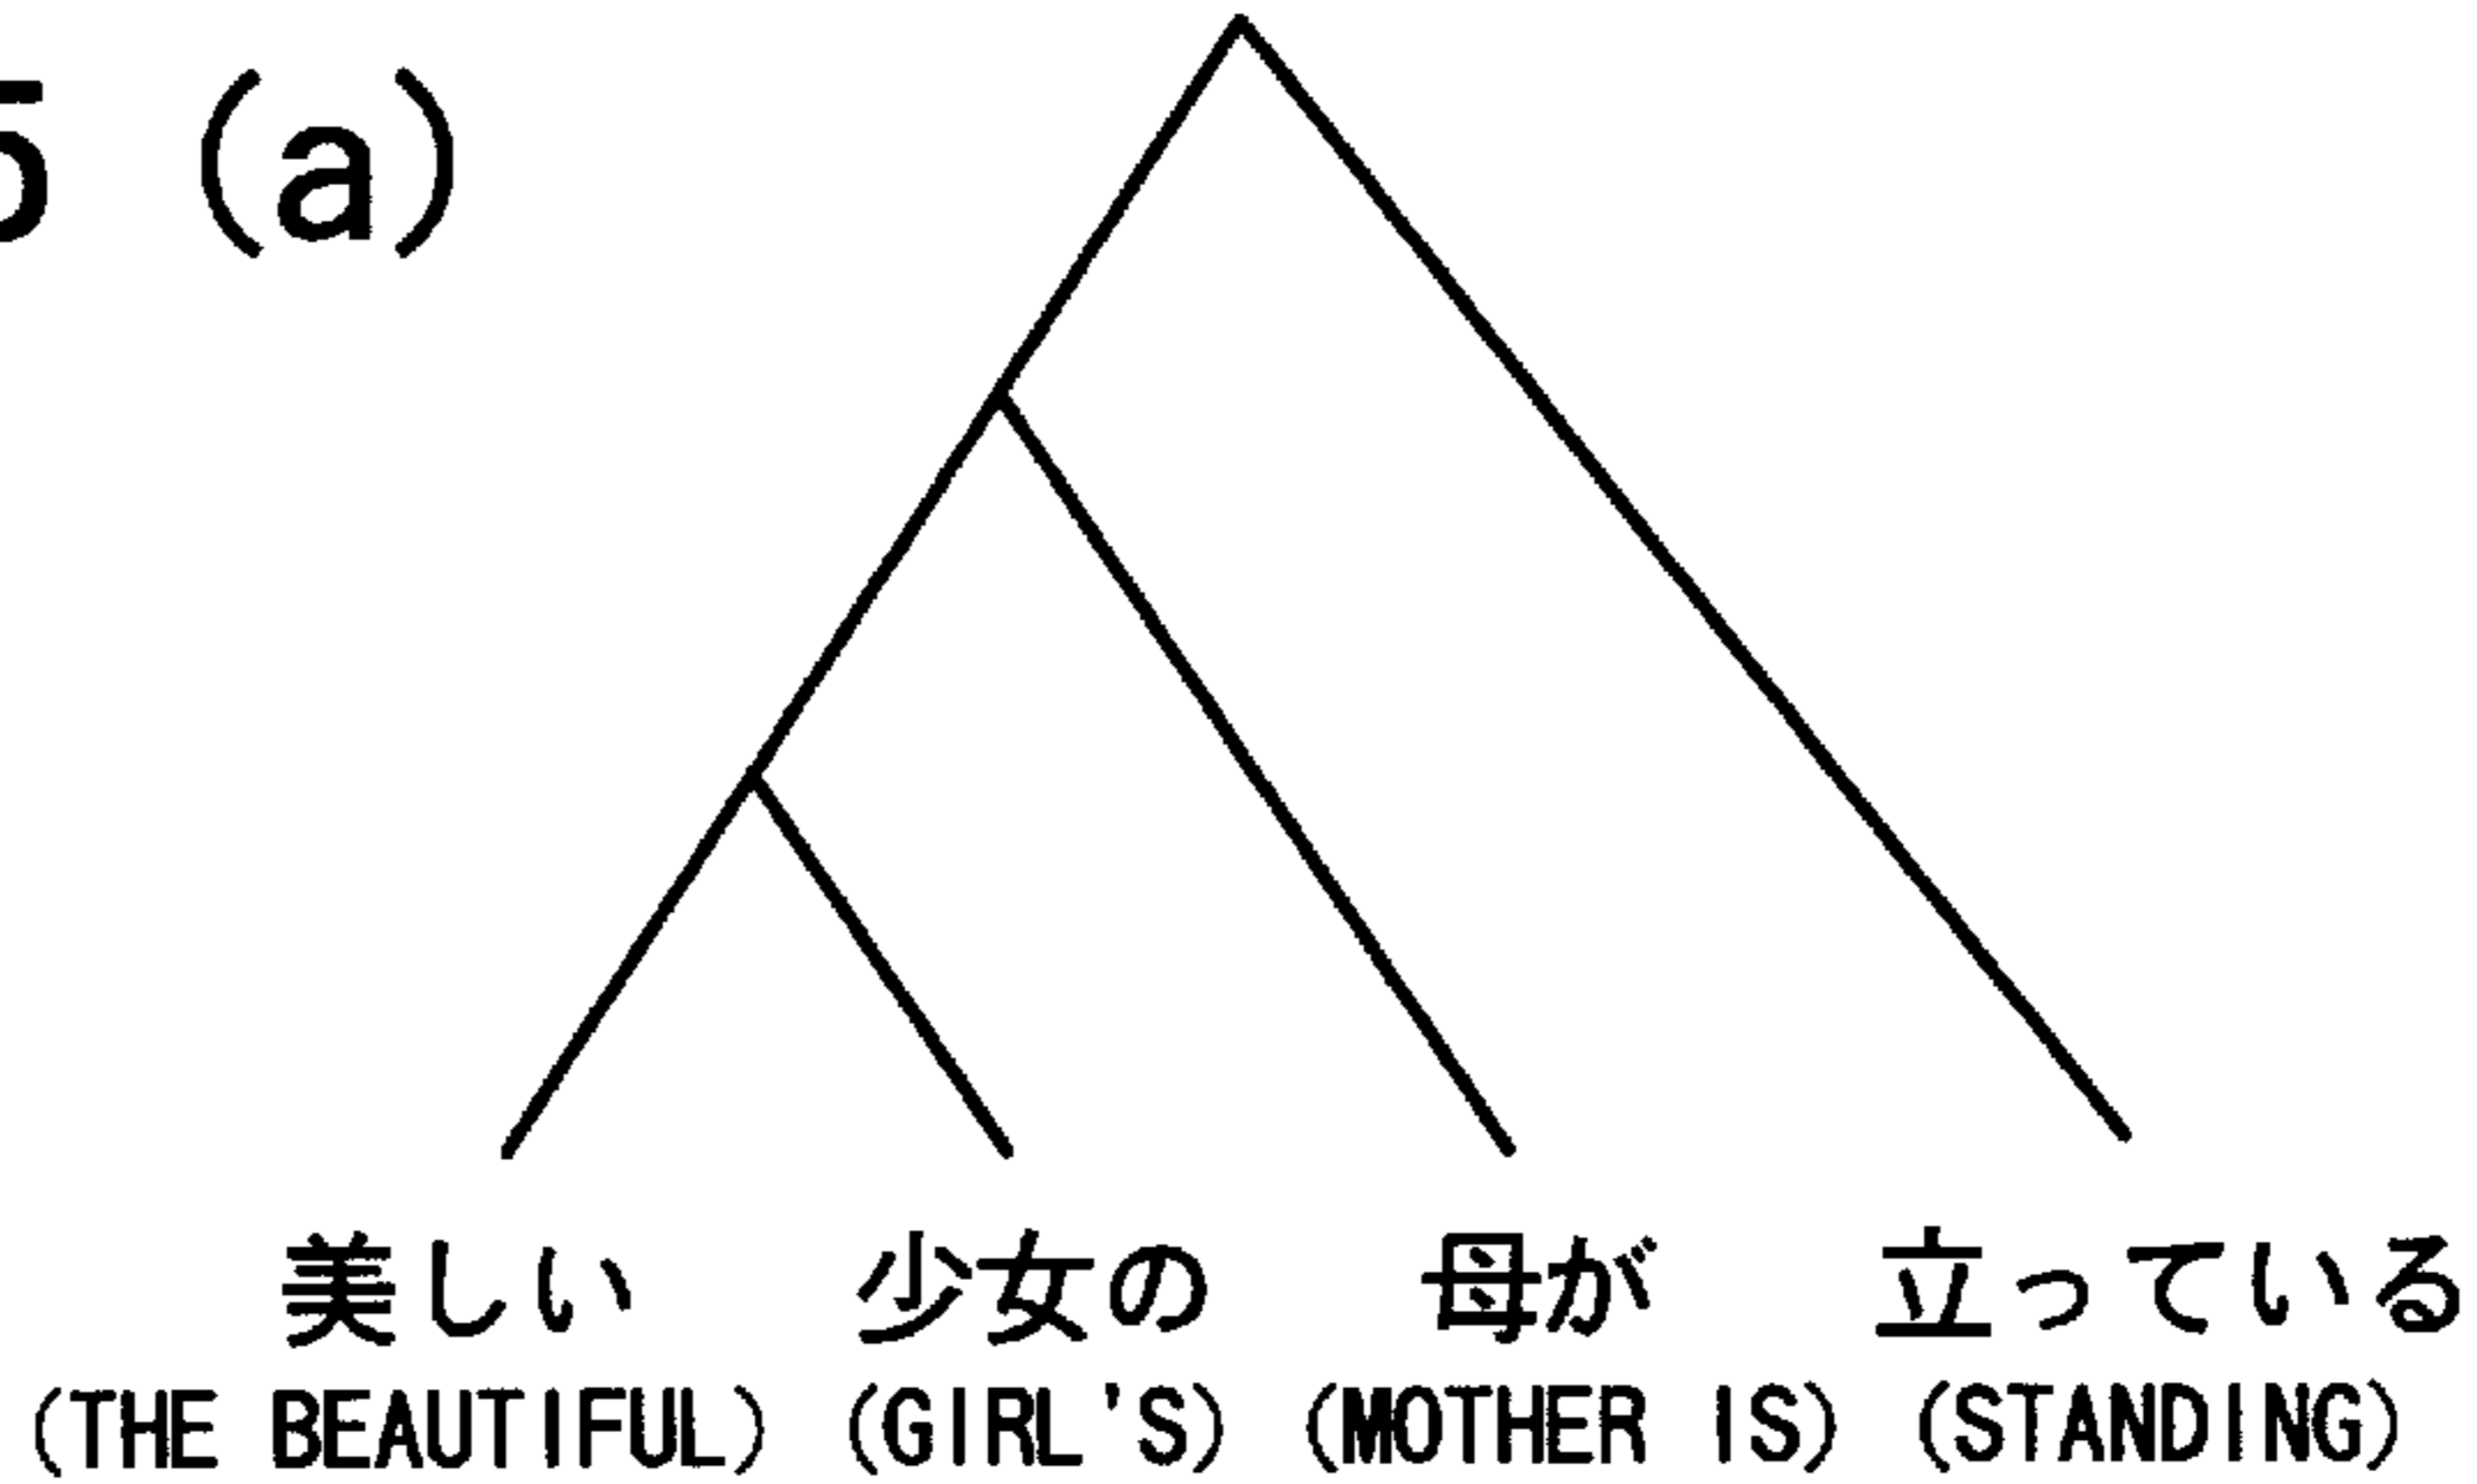 5 (a)
美しい 少女の 母が 立っている
(THE BEAUTIFUL) (GIRL'S) (MOTHER IS) (STANDING)